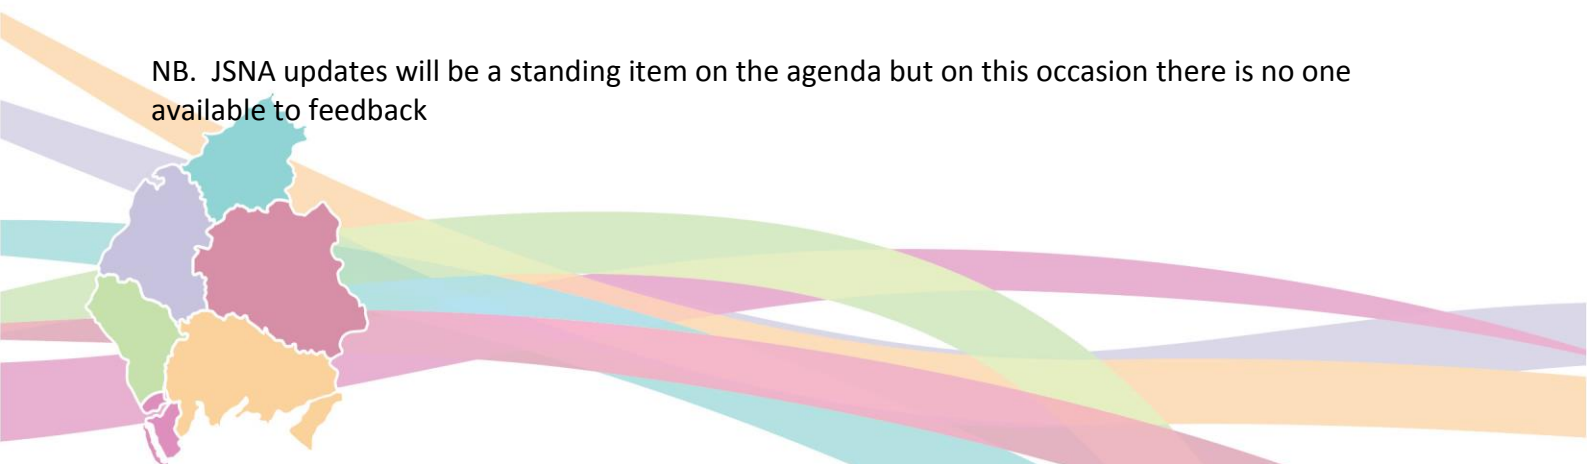 NB.  JSNA updates will be a standing item on the agenda but on this occasion there is no one
available to feedback